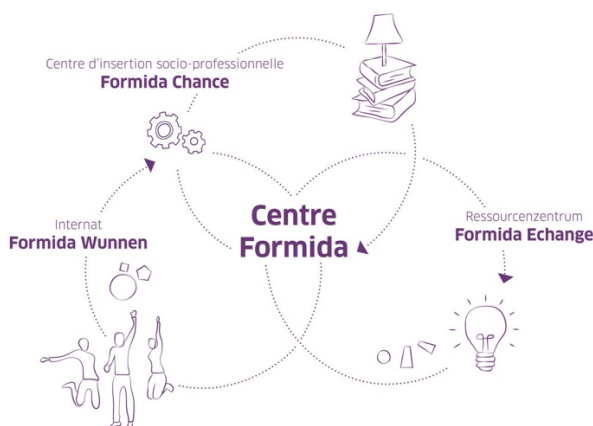 Centre d'insertion socio-professionnelle
Formida Chance
Centre
Formida
Internat
Formida Wunnen
Ressourcenzentrum
Formida Echange